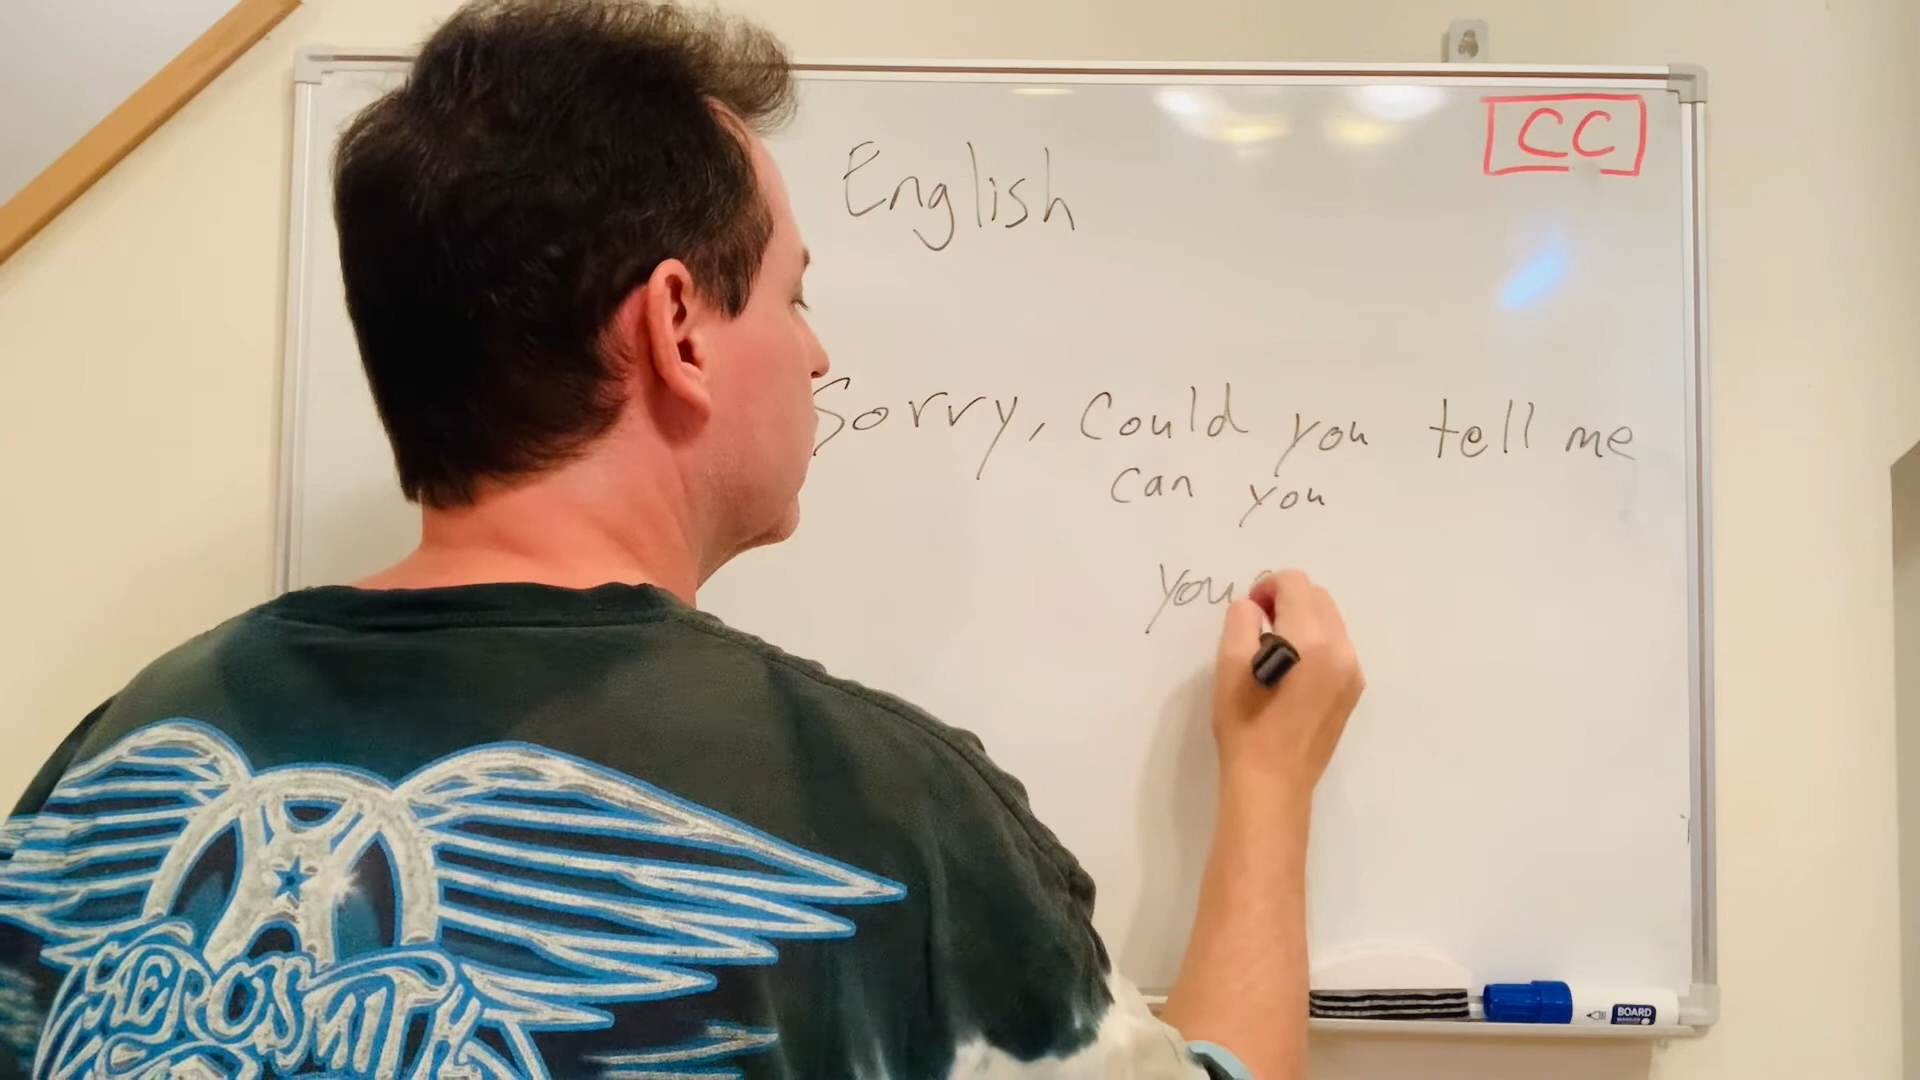 CC
English
Sorry, Could you tell me
can you
you
AEROSMITH
BOARD